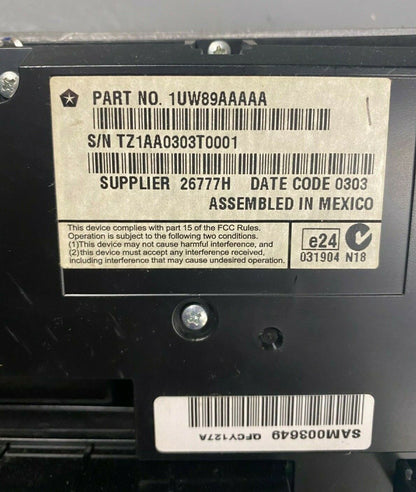 PART NO. 1UW89AAAAA
S/N TZ1AA0303T0001
SUPPLIER 26777H DATE CODE 0303
ASSEMBLED IN MEXICO
This device complies with part 15 of the FCC Rules.
Operation is subject to the following two conditions.
(1)This device may not cause harmful interference, and
(2)this device must accept any interference received,
including interference that may cause undesired operation.
e24
031904 N18
SAM003649 QFCY127A